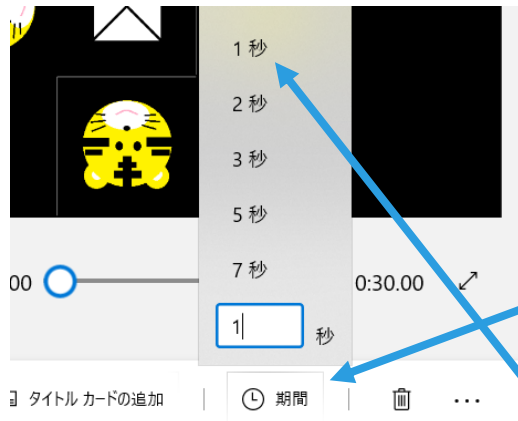 1 秒
2 秒
3 秒
5 秒
7 秒
00
0:30.00
1 秒
タイトル カードの追加
期間